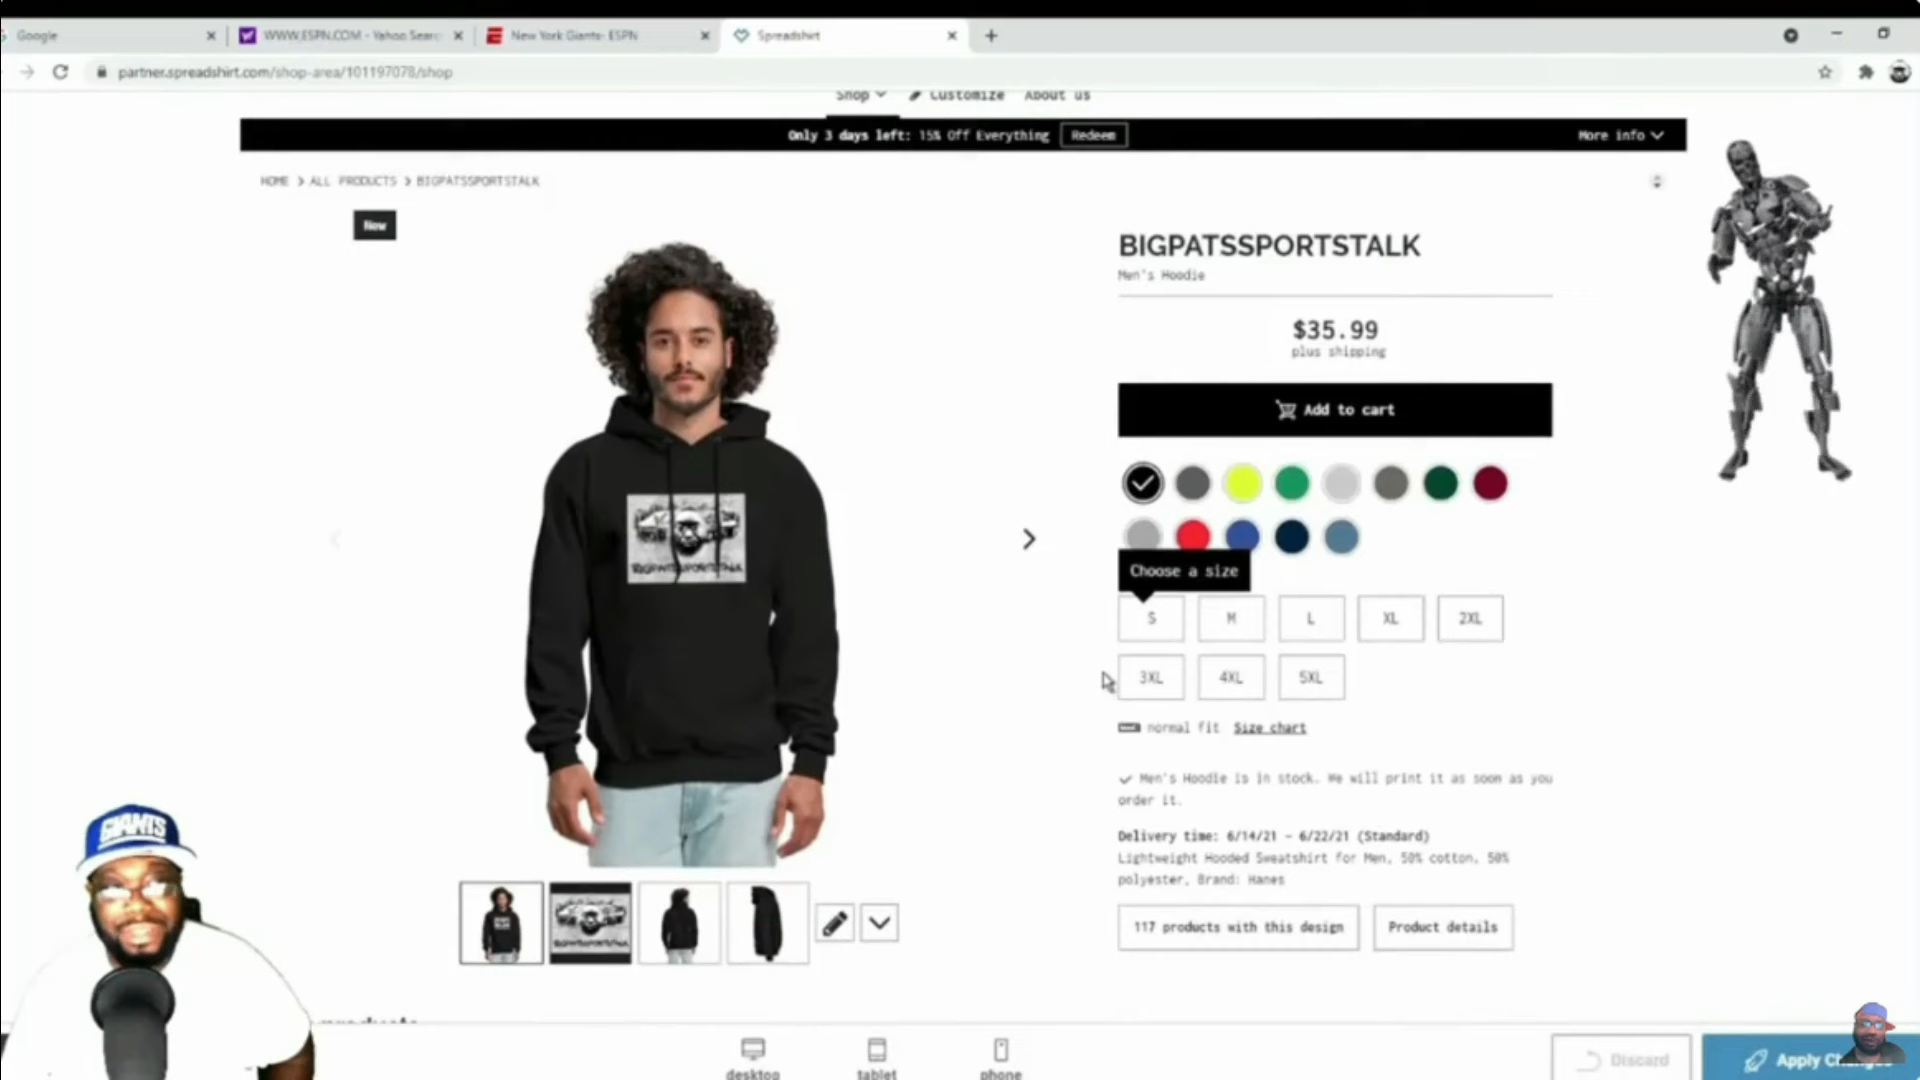 Google
WWW.ESPN.COM - Yahoo Searc
New York Giants- ESPN
Spreadshirt
partner.spreadshirt.com/shop-area/101197078/shop
Shop
Customize
About us
Only 3 days left: 15% Off Everything
Redeem
More info
HOME > ALL PRODUCTS > BIGPATSSPORTSTALK
New
BIGPATSSPORTSTALK
Men's Hoodie
$35.99
plus shipping
Add to cart
Choose a size
S
M
L
XL
2XL
3XL
4XL
5XL
normal fit
Size chart
Men's Hoodie is in stock. We will print it as soon as you
order it.
Delivery time: 6/14/21 - 6/22/21 (Standard)
Lightweight Hooded Sweatshirt for Men, 50% cotton, 50%
polyester, Brand: Hanes
117 products with this design
Product details
GIANTS
desktop
tablet
phone
Discard
Apply